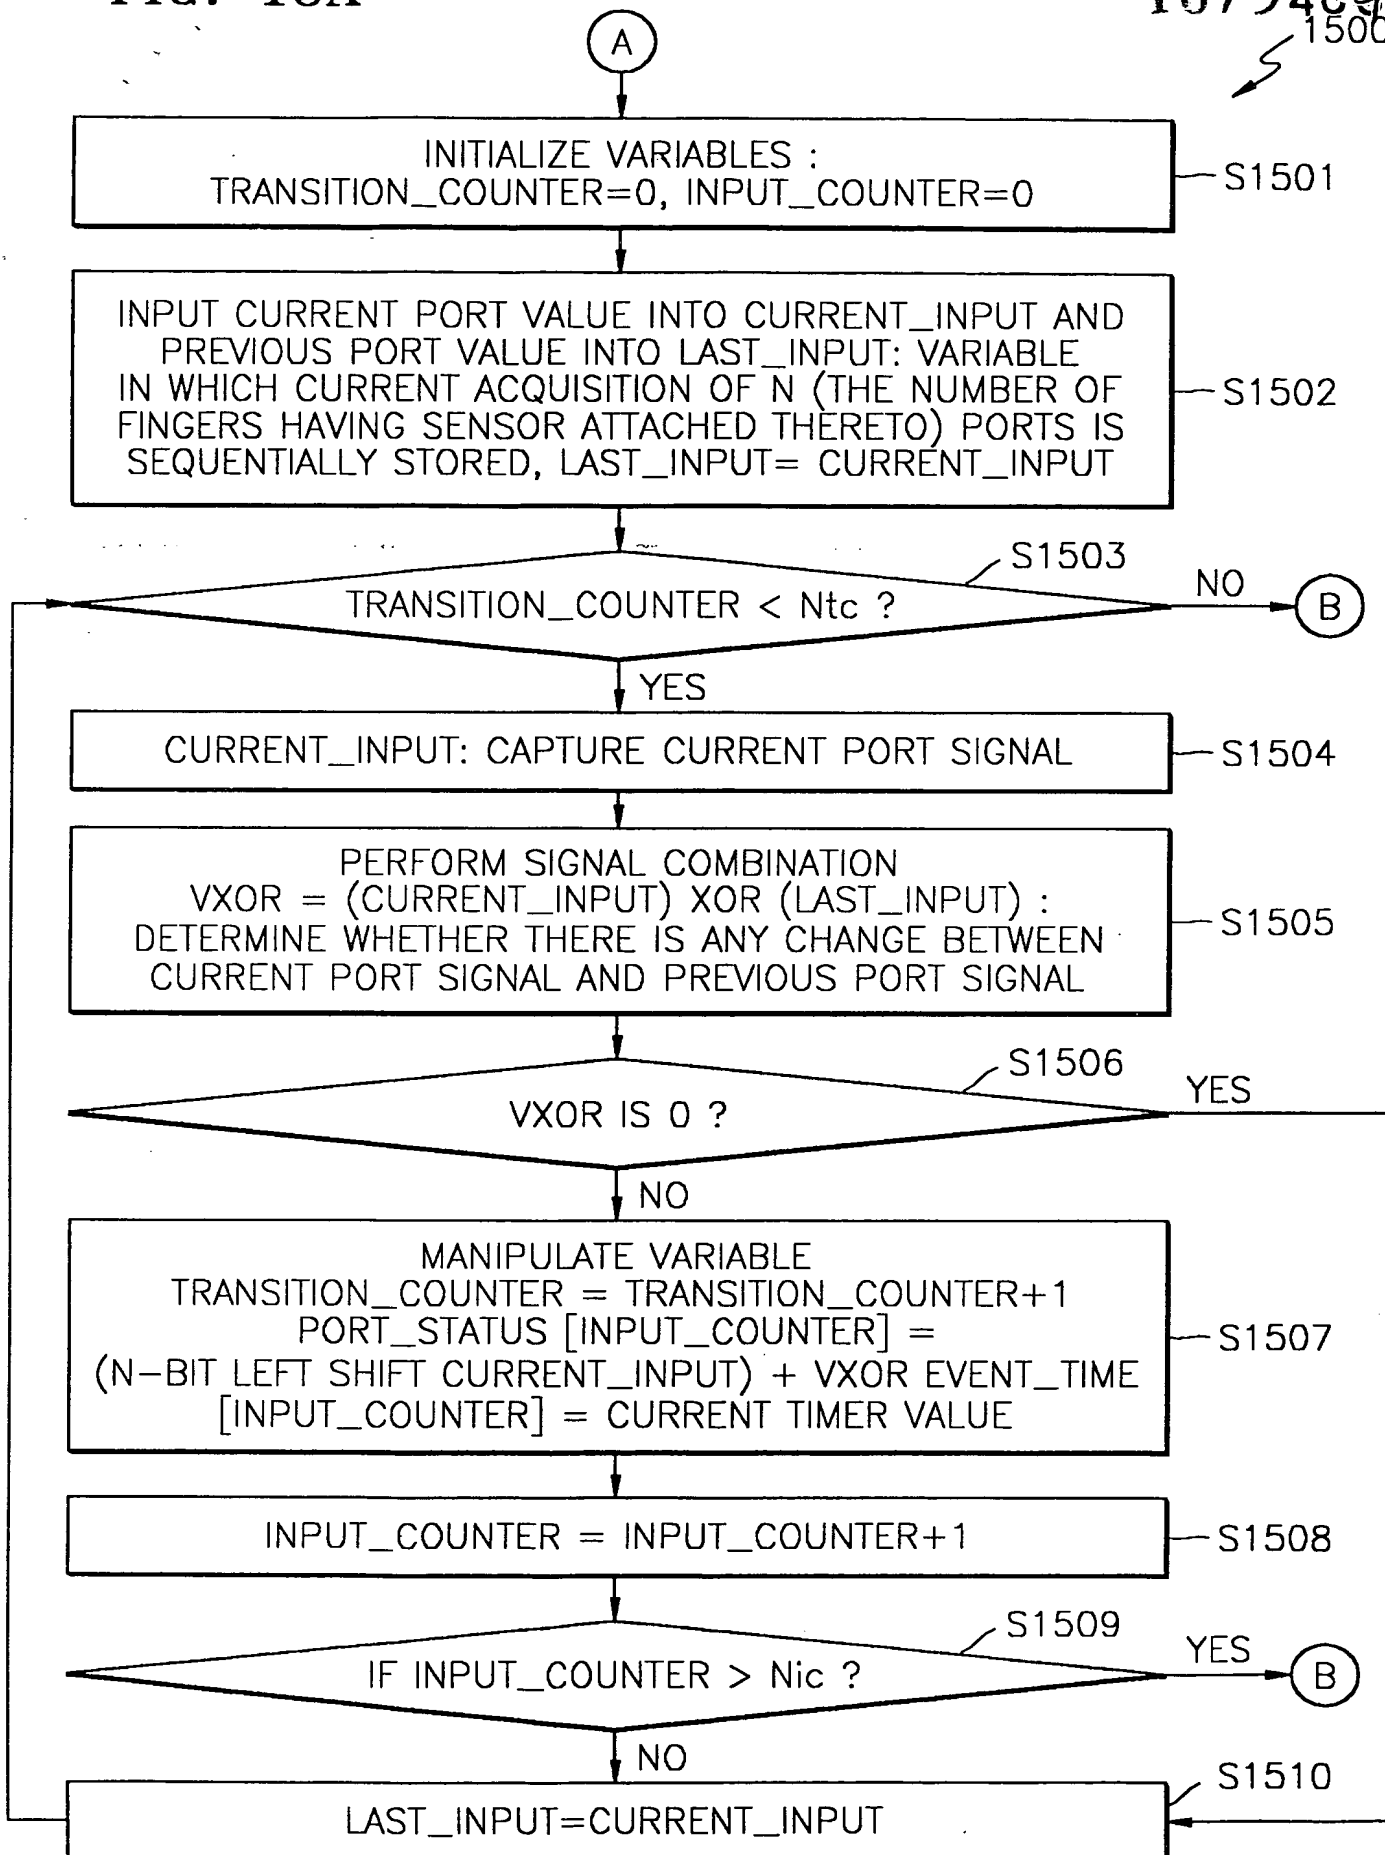 A
1500
INITIALIZE VARIABLES :
TRANSITION_COUNTER=0, INPUT_COUNTER=0
S1501
INPUT CURRENT PORT VALUE INTO CURRENT_INPUT AND
PREVIOUS PORT VALUE INTO LAST_INPUT: VARIABLE
IN WHICH CURRENT ACQUISITION OF N (THE NUMBER OF
FINGERS HAVING SENSOR ATTACHED THERETO) PORTS IS
SEQUENTIALLY STORED, LAST_INPUT= CURRENT_INPUT
S1502
S1503
TRANSITION_COUNTER < Ntc ?
NO
B
YES
CURRENT_INPUT: CAPTURE CURRENT PORT SIGNAL
S1504
PERFORM SIGNAL COMBINATION
VXOR = (CURRENT_INPUT) XOR (LAST_INPUT) :
DETERMINE WHETHER THERE IS ANY CHANGE BETWEEN
CURRENT PORT SIGNAL AND PREVIOUS PORT SIGNAL
S1505
S1506
VXOR IS 0 ?
YES
NO
MANIPULATE VARIABLE
TRANSITION_COUNTER = TRANSITION_COUNTER+1
PORT_STATUS [INPUT_COUNTER] =
(N-BIT LEFT SHIFT CURRENT_INPUT) + VXOR EVENT_TIME
[INPUT_COUNTER] = CURRENT TIMER VALUE
S1507
INPUT_COUNTER = INPUT_COUNTER+1
S1508
S1509
IF INPUT_COUNTER > Nic ?
YES
B
NO
S1510
LAST_INPUT=CURRENT_INPUT